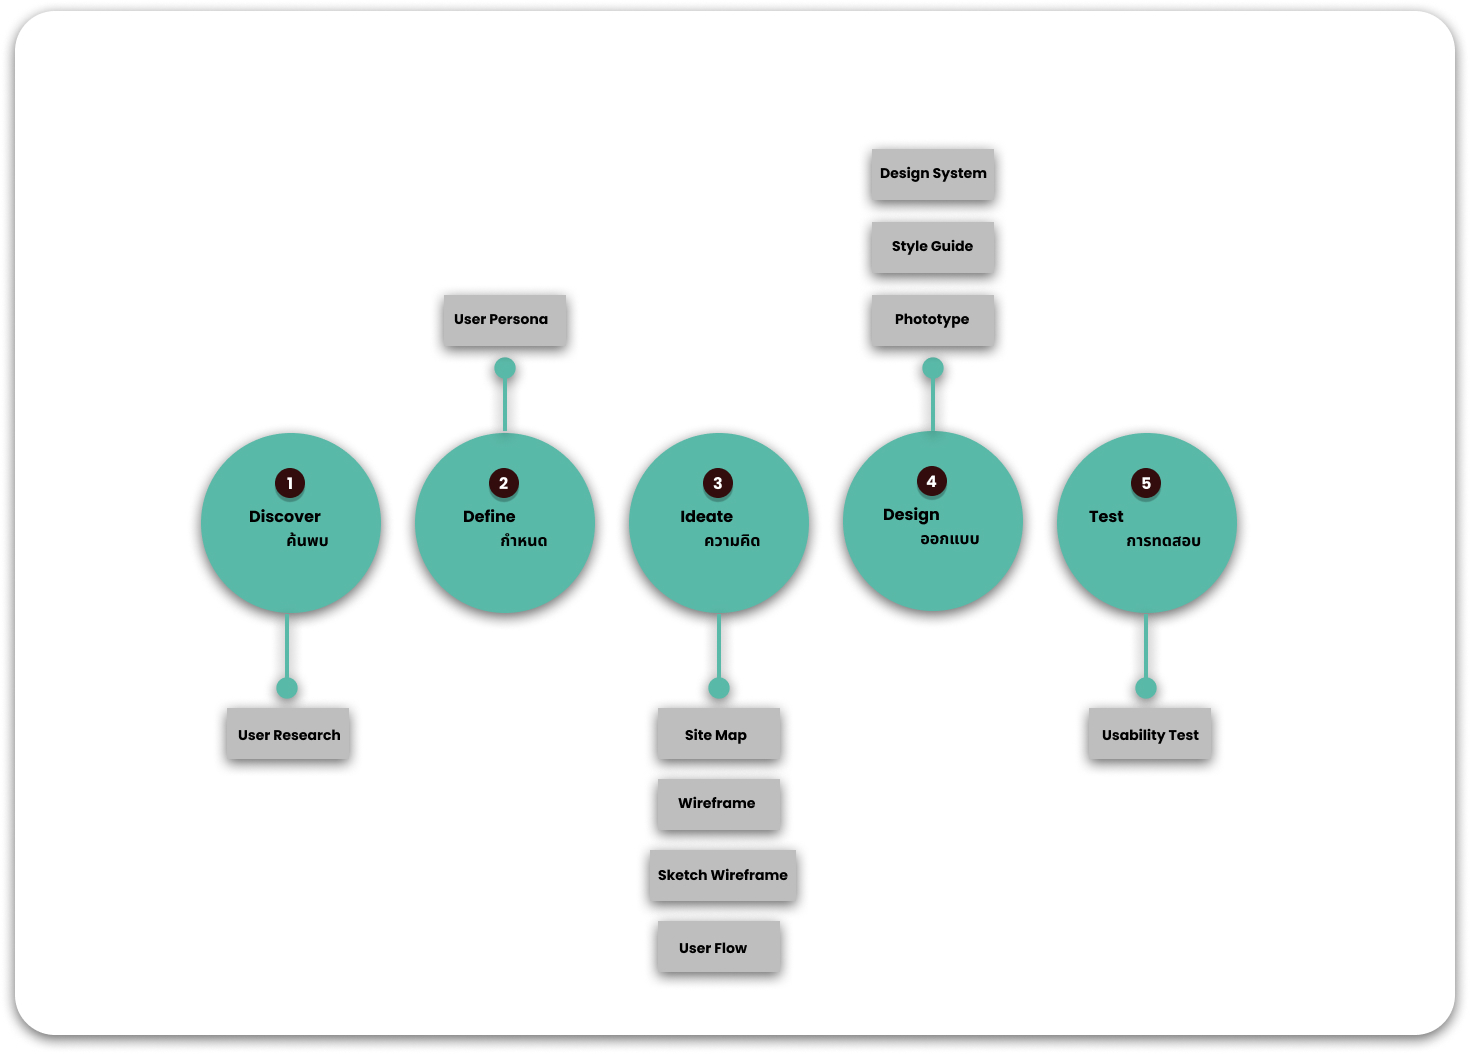 Design System
Style Guide
Phototype
User Persona
1
Discover
ค้นพบ
2
Define
กำหนด
3
Ideate
ความคิด
4
Design
ออกแบบ
5
Test
การทดสอบ
User Research
Site Map
Wireframe
Sketch Wireframe
User Flow
Usability Test